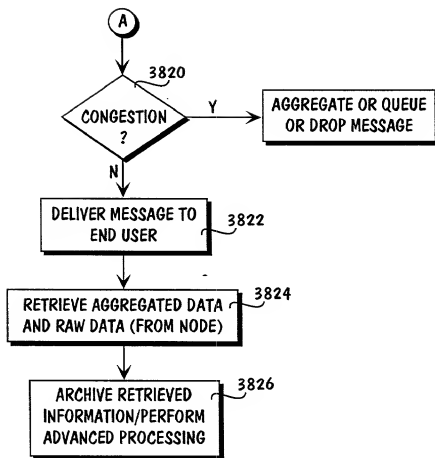 A
3820
CONGESTION
?
Y
AGGREGATE OR QUEUE
OR DROP MESSAGE
N
DELIVER MESSAGE TO
END USER
3822
RETRIEVE AGGREGATED DATA
AND RAW DATA (FROM NODE)
3824
ARCHIVE RETRIEVED
INFORMATION/PERFORM
ADVANCED PROCESSING
3826